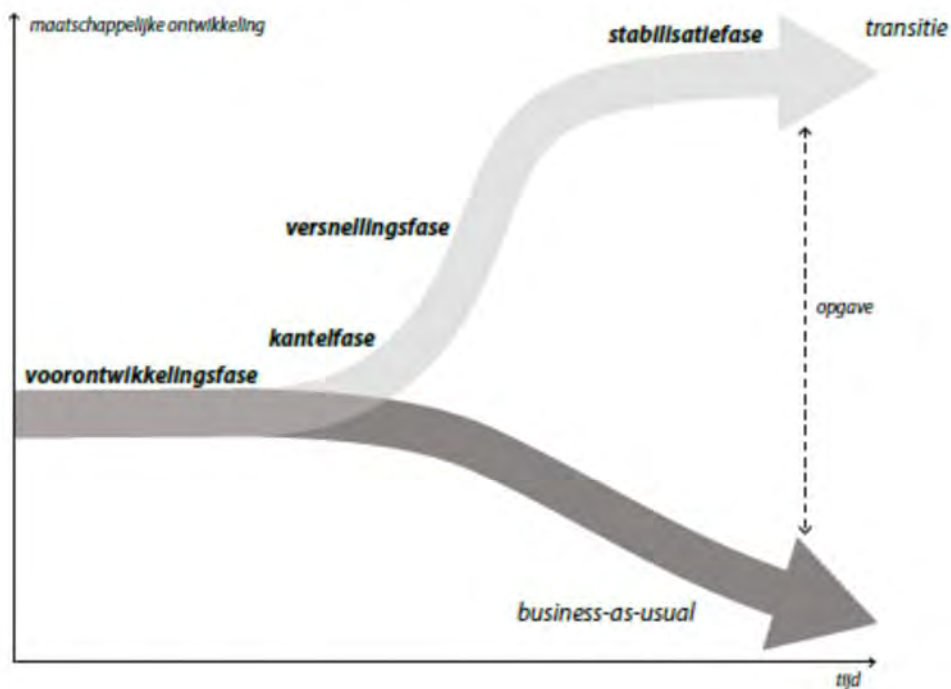 maatschappelijke ontwikkeling
stabilisatiefase
transitie
versnellingsfase
opgave
kantelfase
voorontwikkelingsfase
business-as-usual
tijd